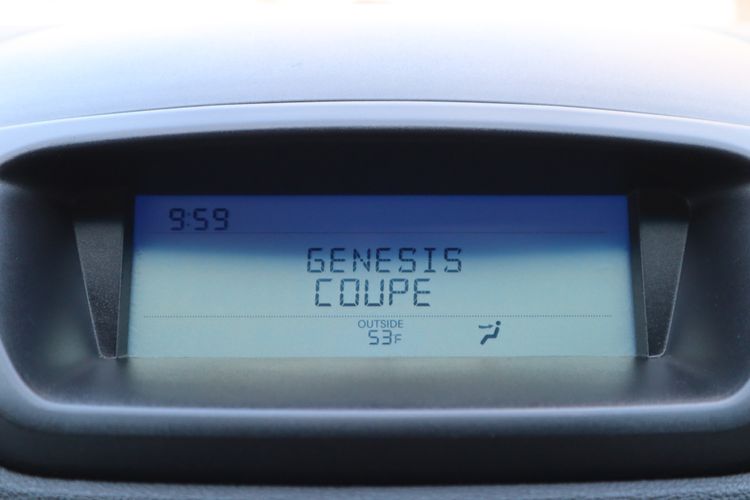 9:59
GENESIS
COUPE
OUTSIDE
53F